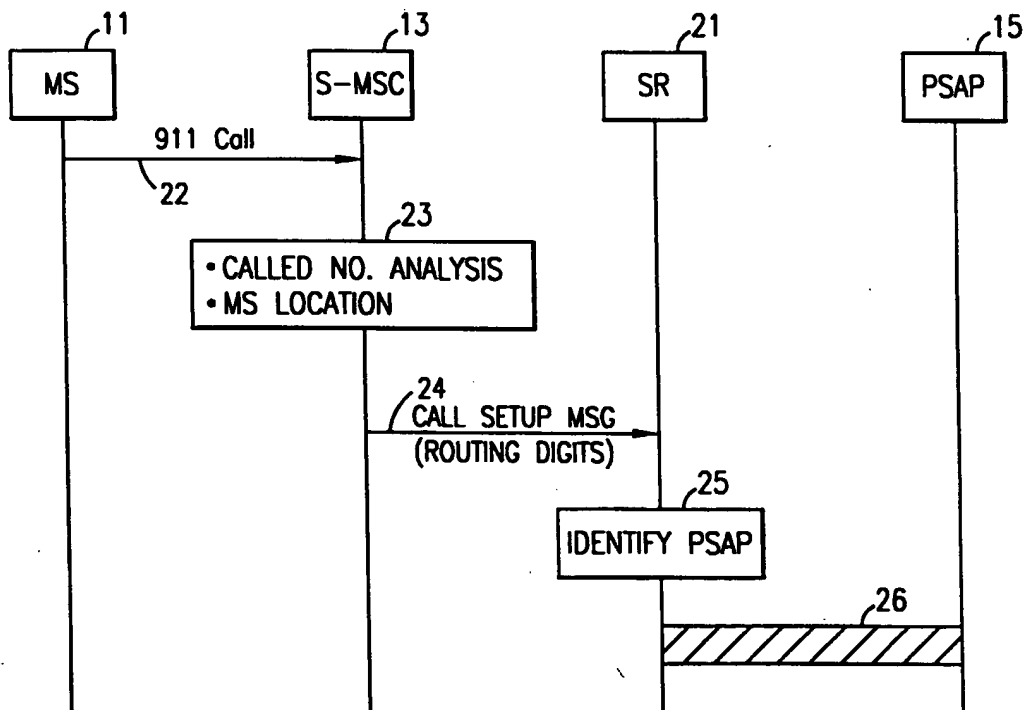 11
13
21
15
MS
S-MSC
SR
PSAP
911 Call
22
23
• CALLED NO. ANALYSIS
• MS LOCATION
24
CALL SETUP MSG
(ROUTING DIGITS)
25
IDENTIFY PSAP
26